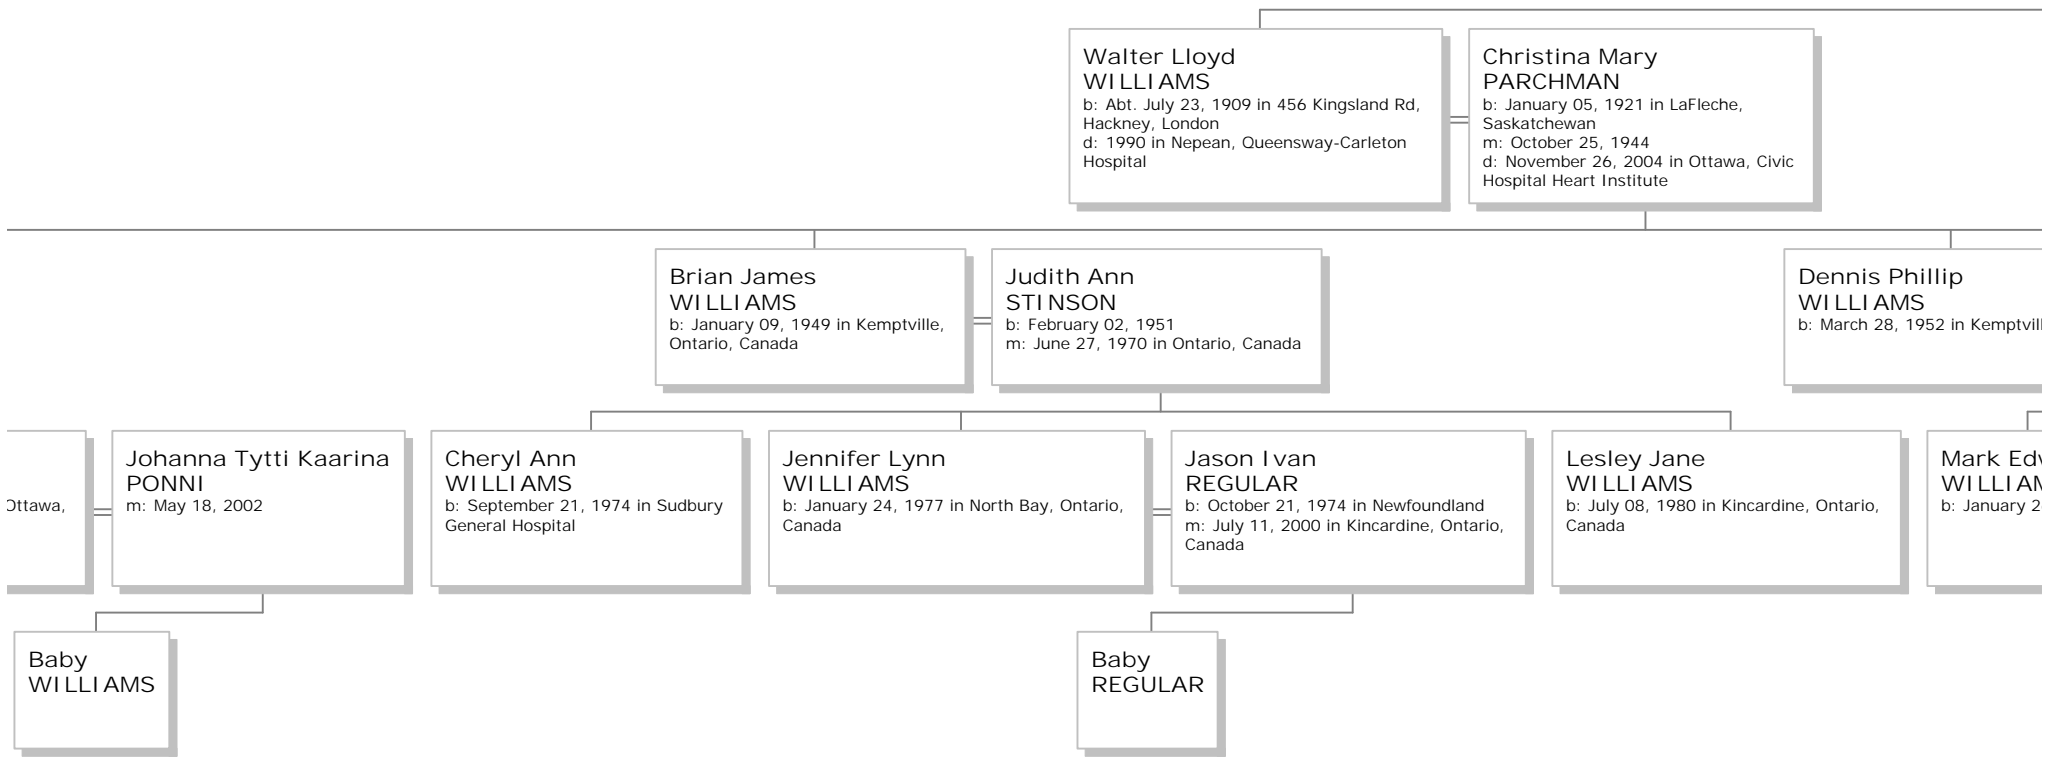 Walter Lloyd
WILLIAMS
b: Abt. July 23, 1909 in 456 Kingsland Rd,
Hackney, London
d: 1990 in Nepean, Queensway-Carleton
Hospital
Christina Mary
PARCHMAN
b: January 05, 1921 in LaFleche,
Saskatchewan
m: October 25, 1944
d: November 26, 2004 in Ottawa, Civic
Hospital Heart Institute
Brian James
WILLIAMS
b: January 09, 1949 in Kemptville,
Ontario, Canada
Judith Ann
STINSON
b: February 02, 1951
m: June 27, 1970 in Ontario, Canada
Dennis Phillip
WILLIAMS
b: March 28, 1952 in
Ottawa,
Johanna Tytti Kaarina
PONNI
m: May 18, 2002
Cheryl Ann
WILLIAMS
b: September 21, 1974 in Sudbury
General Hospital
Jennifer Lynn
WILLIAMS
b: January 24, 1977 in North Bay, Ontario,
Canada
Jason Ivan
REGULAR
b: October 21, 1974 in Newfoundland
m: July 11, 2000 in Kincardine, Ontario,
Canada
Lesley Jane
WILLIAMS
b: July 08, 1980 in Kincardine, Ontario,
Canada
Mark
b: January
Baby
WILLIAMS
Baby
REGULAR